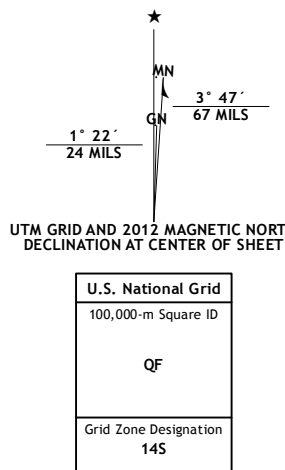 MN
GN
3° 47´
67 MILS
1° 22´
24 MILS
UTM GRID AND 2012 MAGNETIC NORT
DECLINATION AT CENTER OF SHEET
U.S. National Grid
100,000-m Square ID
QF
Grid Zone Designation
14S